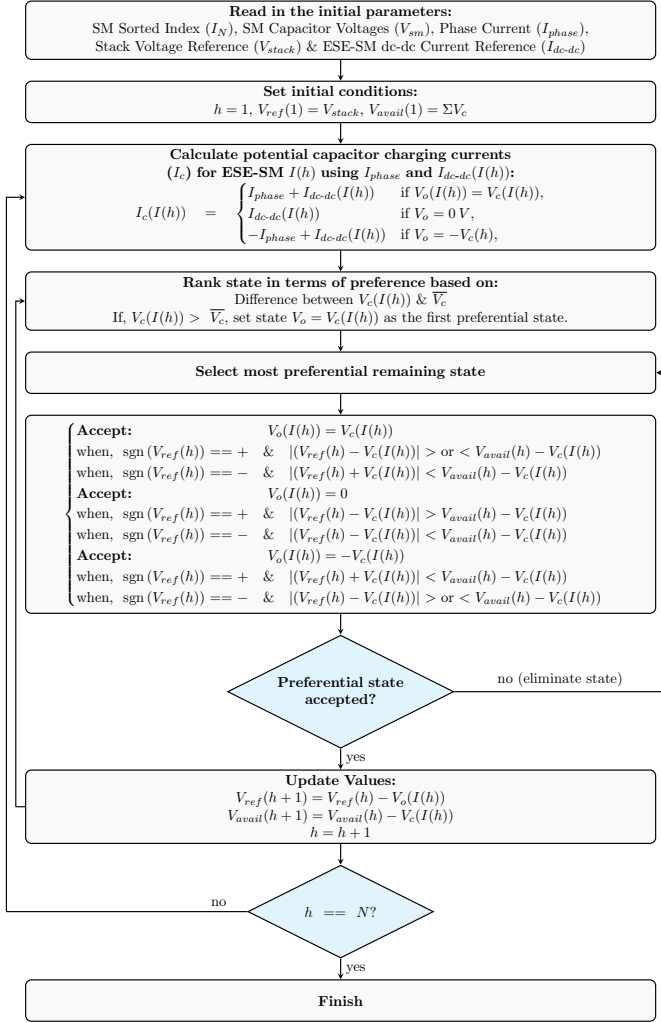 Read in the initial parameters:
SM Sorted Index (I_N), SM Capacitor Voltages (V_sm), Phase Current (I_phase),
Stack Voltage Reference (V_stack) & ESE-SM dc-dc Current Reference (I_dc-dc)
Set initial conditions:
h = 1, V_ref(1) = V_stack, V_avail(1) = ΣV_c
Calculate potential capacitor charging currents
(I_c) for ESE-SM I(h) using I_phase and I_dc-dc(I(h)):
I_phase + I_dc-dc(I(h)) if V_o(I(h)) = V_c(I(h)),
I_c(I(h)) = { I_dc-dc(I(h)) if V_o = 0 V,
−I_phase + I_dc-dc(I(h)) if V_o = −V_c(h),
Rank state in terms of preference based on:
Difference between V_c(I(h)) & \overline{V_c}
If, V_c(I(h)) > \overline{V_c}, set state V_o = V_c(I(h)) as the first preferential state.
Select most preferential remaining state
Accept: V_o(I(h)) = V_c(I(h))
when, sgn (V_ref(h)) == + & |(V_ref(h) − V_c(I(h))| > or < V_avail(h) − V_c(I(h))
when, sgn (V_ref(h)) == − & |(V_ref(h) + V_c(I(h))| < V_avail(h) − V_c(I(h))
Accept: V_o(I(h)) = 0
when, sgn (V_ref(h)) == + & |(V_ref(h) − V_c(I(h))| > V_avail(h) − V_c(I(h))
when, sgn (V_ref(h)) == − & |(V_ref(h) − V_c(I(h))| < V_avail(h) − V_c(I(h))
Accept: V_o(I(h)) = −V_c(I(h))
when, sgn (V_ref(h)) == + & |(V_ref(h) + V_c(I(h))| < V_avail(h) − V_c(I(h))
when, sgn (V_ref(h)) == − & |(V_ref(h) − V_c(I(h))| > or < V_avail(h) − V_c(I(h))
Preferential state
accepted?
no (eliminate state)
yes
Update Values:
V_ref(h + 1) = V_ref(h) − V_o(I(h))
V_avail(h + 1) = V_avail(h) − V_c(I(h))
h = h + 1
no
h == N?
yes
Finish